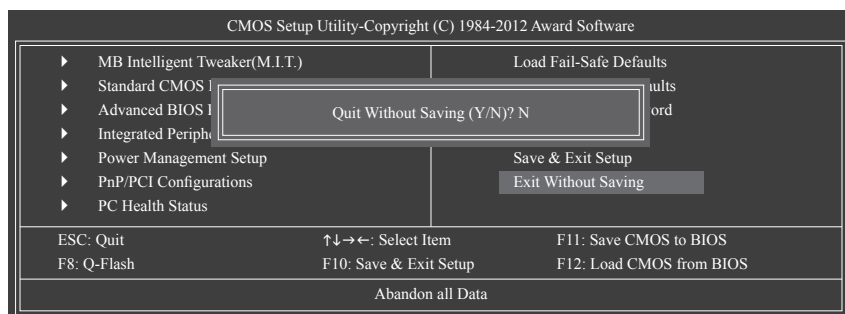 CMOS Setup Utility-Copyright (C) 1984-2012 Award Software
MB Intelligent Tweaker(M.I.T.)
Standard CMOS
Advanced BIOS
Integrated
Power Management Setup
PnP/PCI Configurations
PC Health Status
Load Fail-Safe Defaults
Save & Exit Setup
Exit Without Saving
Quit Without Saving (Y/N)? N
ESC: Quit ↑↓→←: Select Item F11: Save CMOS to BIOS
F8: Q-Flash F10: Save & Exit Setup F12: Load CMOS from BIOS
Abandon all Data